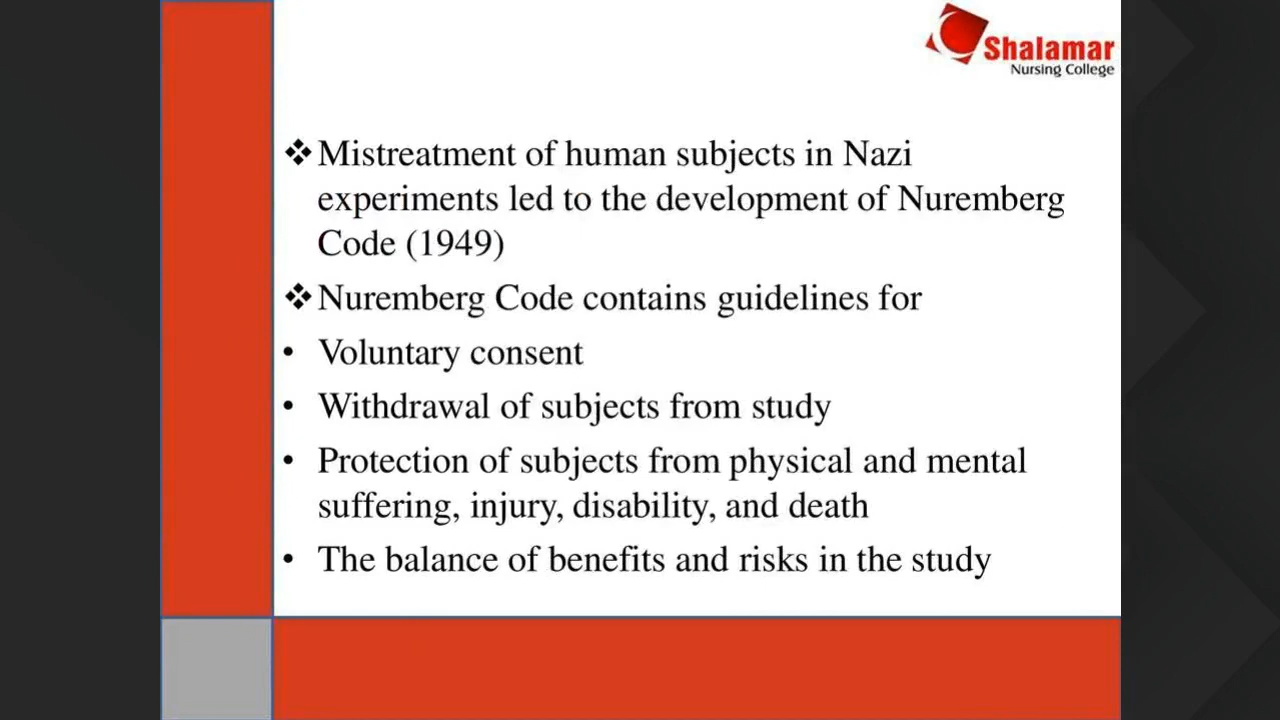 Shalamar
Nursing College
❖Mistreatment of human subjects in Nazi
experiments led to the development of Nuremberg
Code (1949)
❖Nuremberg Code contains guidelines for
• Voluntary consent
• Withdrawal of subjects from study
• Protection of subjects from physical and mental
suffering, injury, disability, and death
• The balance of benefits and risks in the study